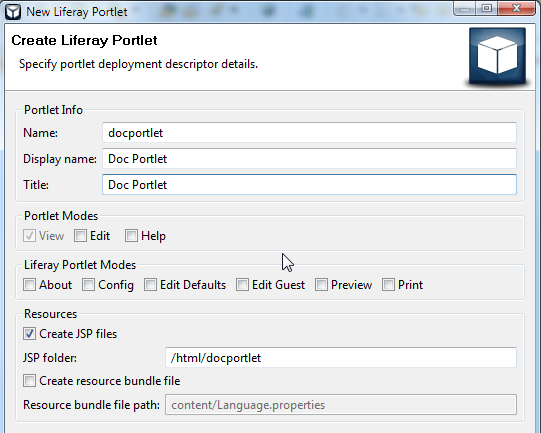 New Liferay Portlet
Create Liferay Portlet
Specify portlet deployment descriptor details.
Portlet Info
Name: docportlet
Display name: Doc Portlet
Title: Doc Portlet
Portlet Modes
View Edit Help
Liferay Portlet Modes
About Config Edit Defaults Edit Guest Preview Print
Resources
Create JSP files
JSP folder: /html/docportlet
Create resource bundle file
Resource bundle file path: content/Language.properties